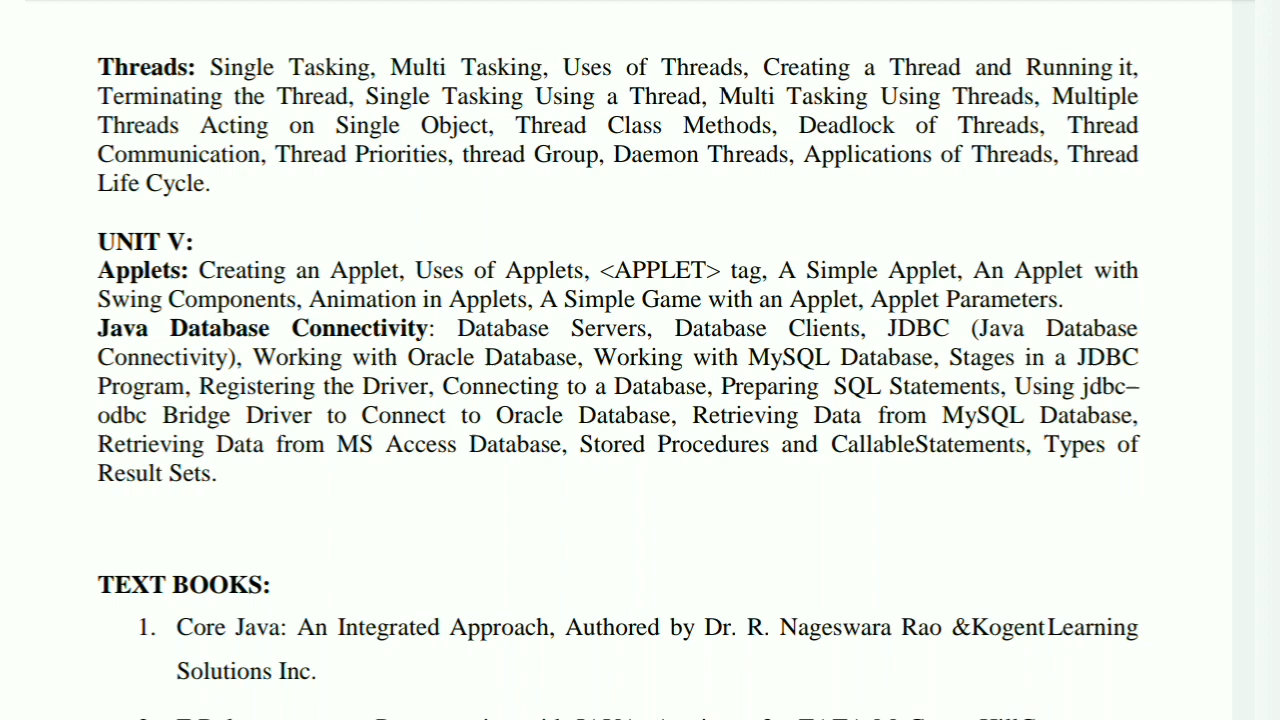 Threads: Single Tasking, Multi Tasking, Uses of Threads, Creating a Thread and Running it,
Terminating the Thread, Single Tasking Using a Thread, Multi Tasking Using Threads, Multiple
Threads Acting on Single Object, Thread Class Methods, Deadlock of Threads, Thread
Communication, Thread Priorities, thread Group, Daemon Threads, Applications of Threads, Thread
Life Cycle.
UNIT V:
Applets: Creating an Applet, Uses of Applets, <APPLET> tag, A Simple Applet, An Applet with
Swing Components, Animation in Applets, A Simple Game with an Applet, Applet Parameters.
Java Database Connectivity: Database Servers, Database Clients, JDBC (Java Database
Connectivity), Working with Oracle Database, Working with MySQL Database, Stages in a JDBC
Program, Registering the Driver, Connecting to a Database, Preparing SQL Statements, Using jdbc–
odbc Bridge Driver to Connect to Oracle Database, Retrieving Data from MySQL Database,
Retrieving Data from MS Access Database, Stored Procedures and CallableStatements, Types of
Result Sets.
TEXT BOOKS:
1. Core Java: An Integrated Approach, Authored by Dr. R. Nageswara Rao &Kogent Learning
Solutions Inc.